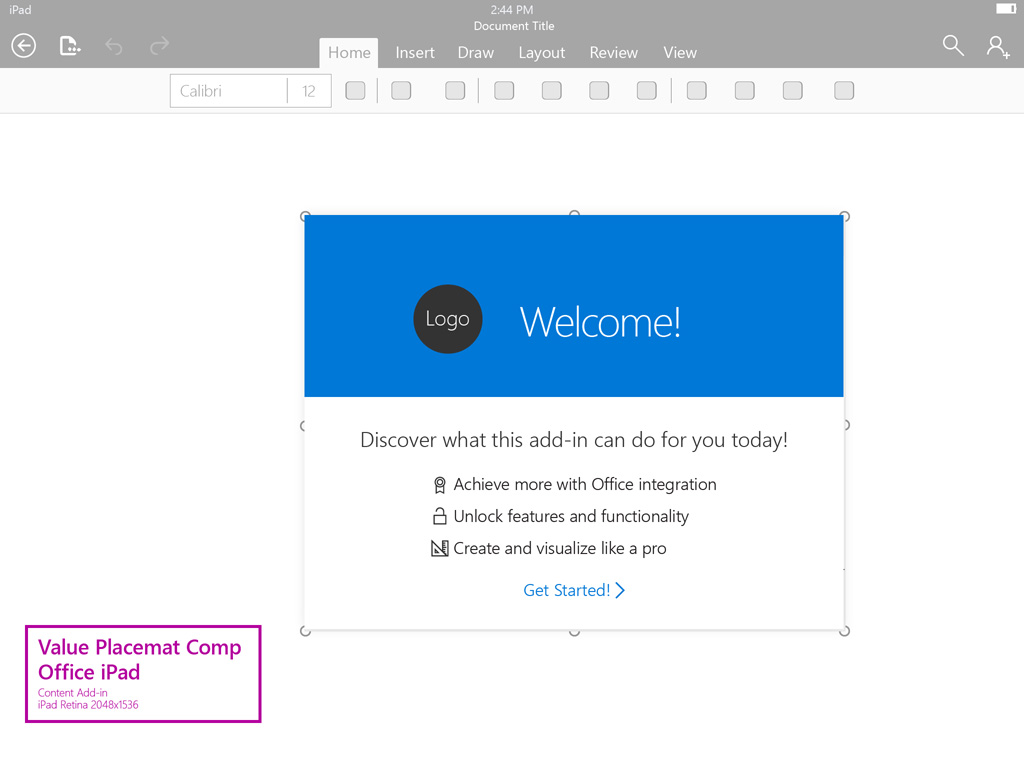 iPad
2:44 PM
Document Title
Home Insert Draw Layout Review View
Calibri 12
Logo
Welcome!
Discover what this add-in can do for you today!
Achieve more with Office integration
Unlock features and functionality
Create and visualize like a pro
Get Started!
Value Placemat Comp
Office iPad
Content Add-in
iPad Retina 2048x1536